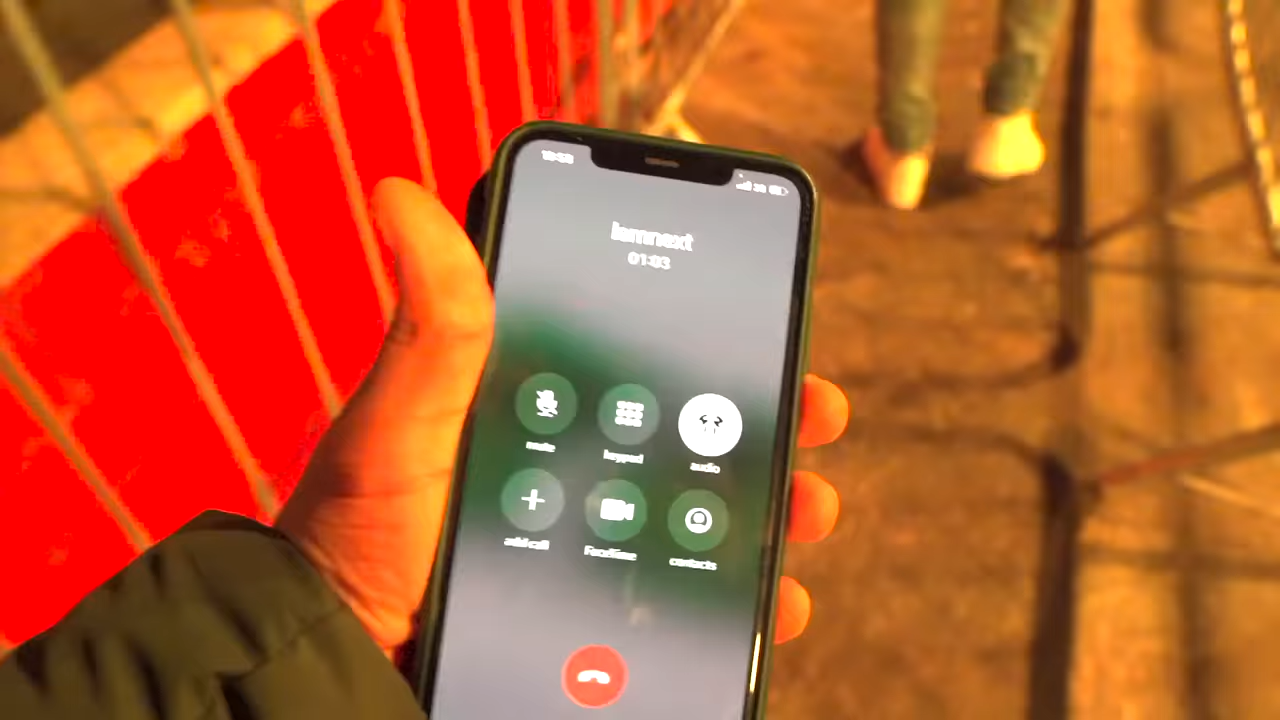 Iamnext
01:03
mute
keypad
audio
add call
FaceTime
contacts